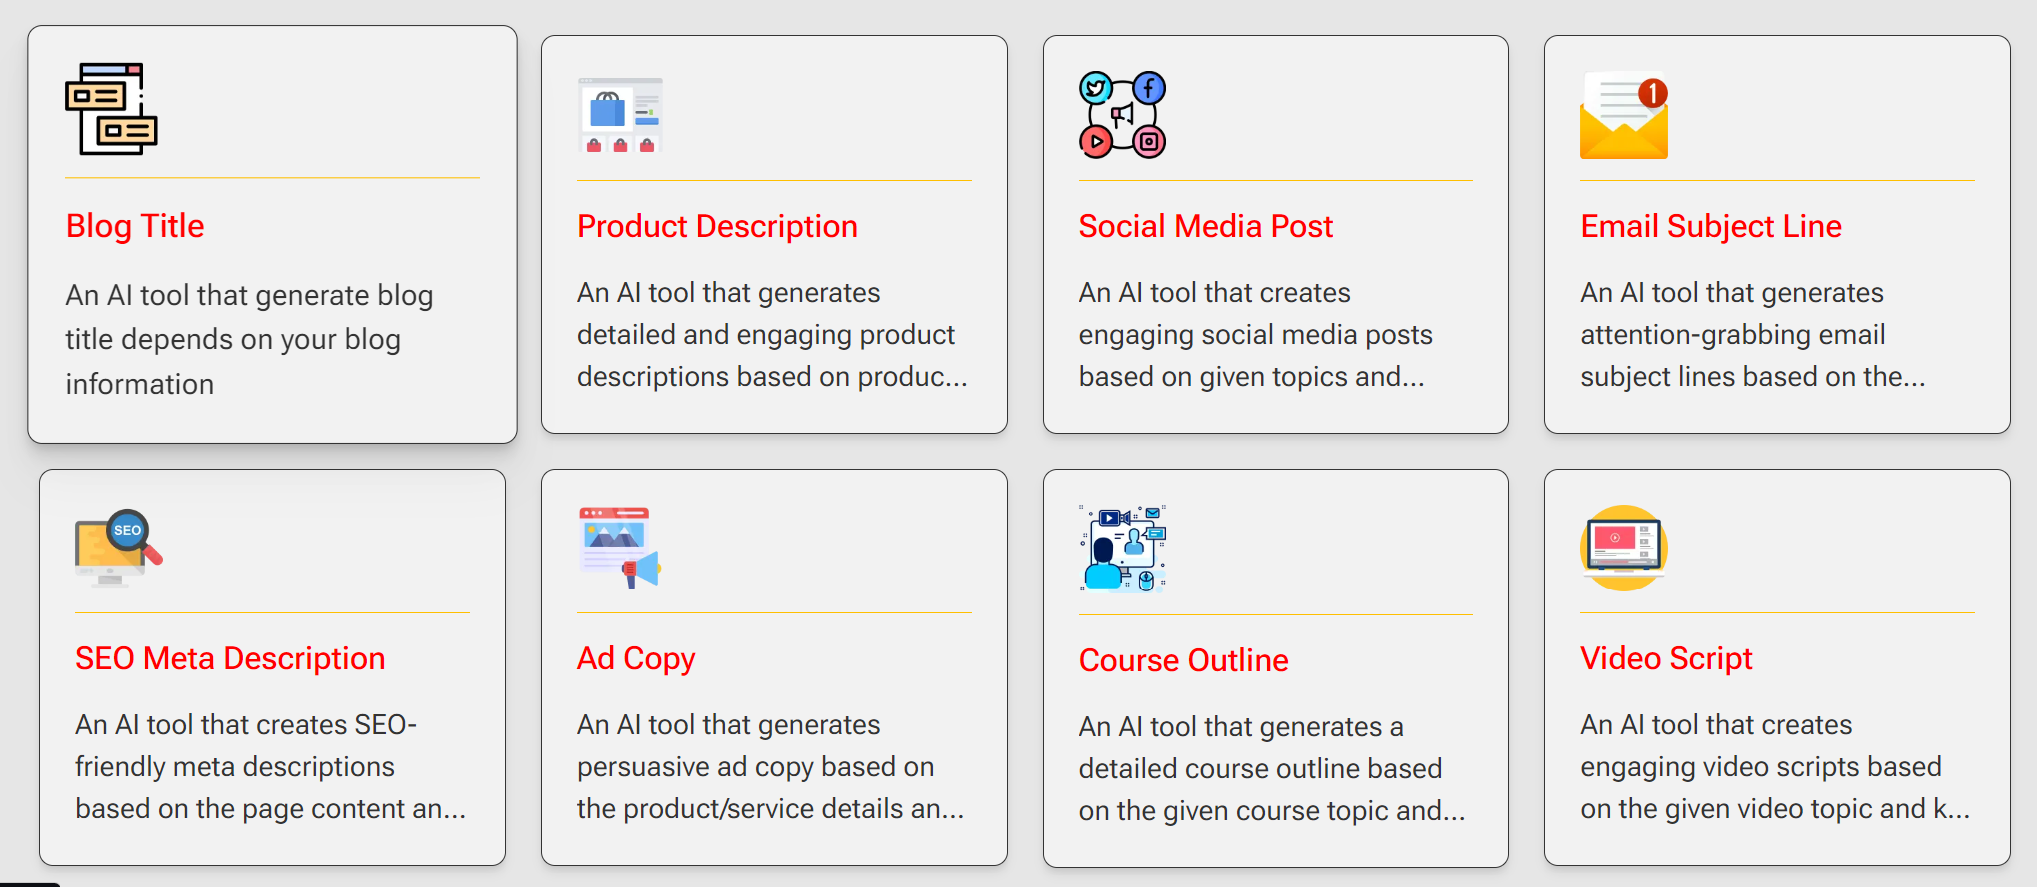 1
Blog Title
An AI tool that generate blog
title depends on your blog
information
Product Description
An AI tool that generates
detailed and engaging product
descriptions based on produc...
Social Media Post
An AI tool that creates
engaging social media posts
based on given topics and...
Email Subject Line
An AI tool that generates
attention-grabbing email
subject lines based on the...
SEO
SEO Meta Description
An AI tool that creates SEO-
friendly meta descriptions
based on the page content an...
Ad Copy
An AI tool that generates
persuasive ad copy based on
the product/service details an...
Course Outline
An AI tool that generates a
detailed course outline based
on the given course topic and...
Video Script
An AI tool that creates
engaging video scripts based
on the given video topic and k...